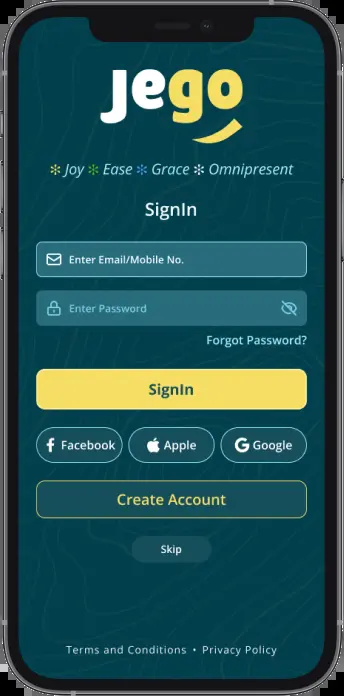 jego
✻ Joy ✻ Ease ✻ Grace ✻ Omnipresent
SignIn
Enter Email/Mobile No.
Enter Password
Forgot Password?
SignIn
Facebook Apple Google
Create Account
Skip
Terms and Conditions • Privacy Policy